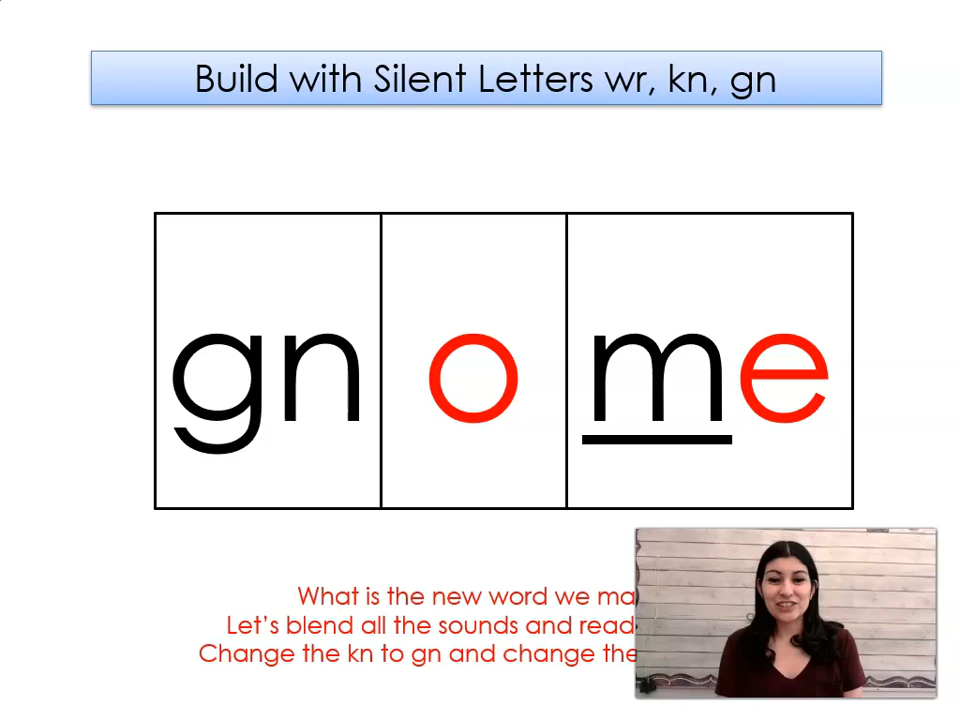 Build with Silent Letters wr, kn, gn
gn o me
What is the new word we
Let's blend all the sounds and read
Change the kn to gn and change the